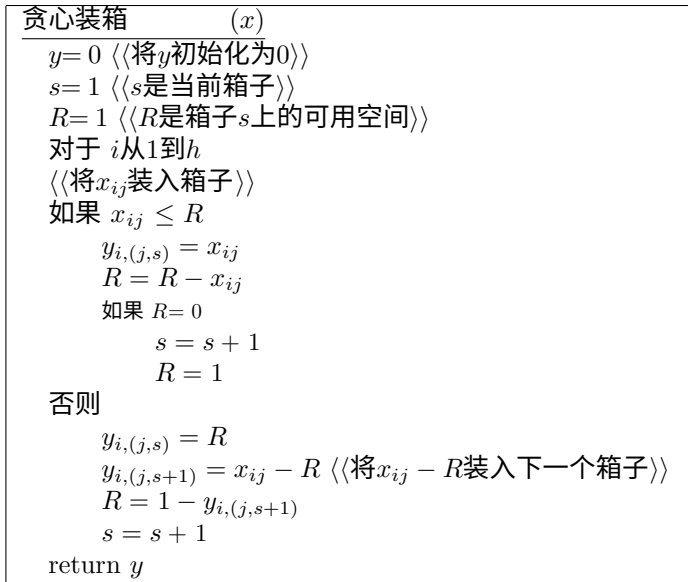 贪心装箱 (x)
y= 0 ⟨⟨将y初始化为0⟩⟩
s= 1 ⟨⟨s是当前箱子⟩⟩
R= 1 ⟨⟨R是箱子s上的可用空间⟩⟩
对于 i从1到h
⟨⟨将x_{ij}装入箱子⟩⟩
如果 x_{ij} ≤ R
y_{i,(j,s)} = x_{ij}
R = R − x_{ij}
如果 R= 0
s = s + 1
R = 1
否则
y_{i,(j,s)} = R
y_{i,(j,s+1)} = x_{ij} − R ⟨⟨将x_{ij} − R装入下一个箱子⟩⟩
R = 1 − y_{i,(j,s+1)}
s = s + 1
return y